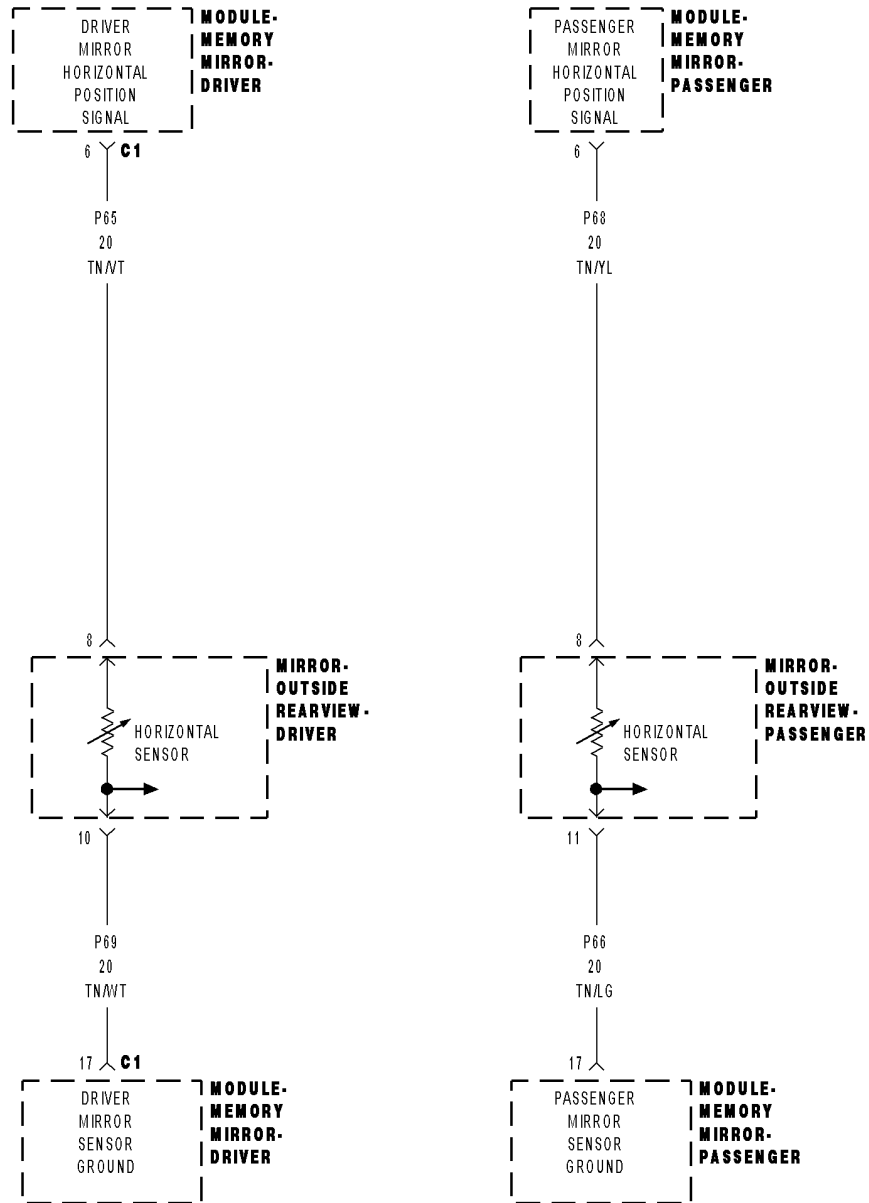 DRIVER
MIRROR
HORIZONTAL
POSITION
SIGNAL
MODULE-
MEMORY
MIRROR-
DRIVER
6
C1
P65
20
TN/VT
8
HORIZONTAL
SENSOR
MIRROR-
OUTSIDE
REARVIEW-
DRIVER
10
P69
20
TN/WT
17
C1
DRIVER
MIRROR
SENSOR
GROUND
MODULE-
MEMORY
MIRROR-
DRIVER
PASSENGER
MIRROR
HORIZONTAL
POSITION
SIGNAL
MODULE-
MEMORY
MIRROR-
PASSENGER
6
P68
20
TN/YL
8
HORIZONTAL
SENSOR
MIRROR-
OUTSIDE
REARVIEW-
PASSENGER
11
P66
20
TN/LG
17
PASSENGER
MIRROR
SENSOR
GROUND
MODULE-
MEMORY
MIRROR-
PASSENGER